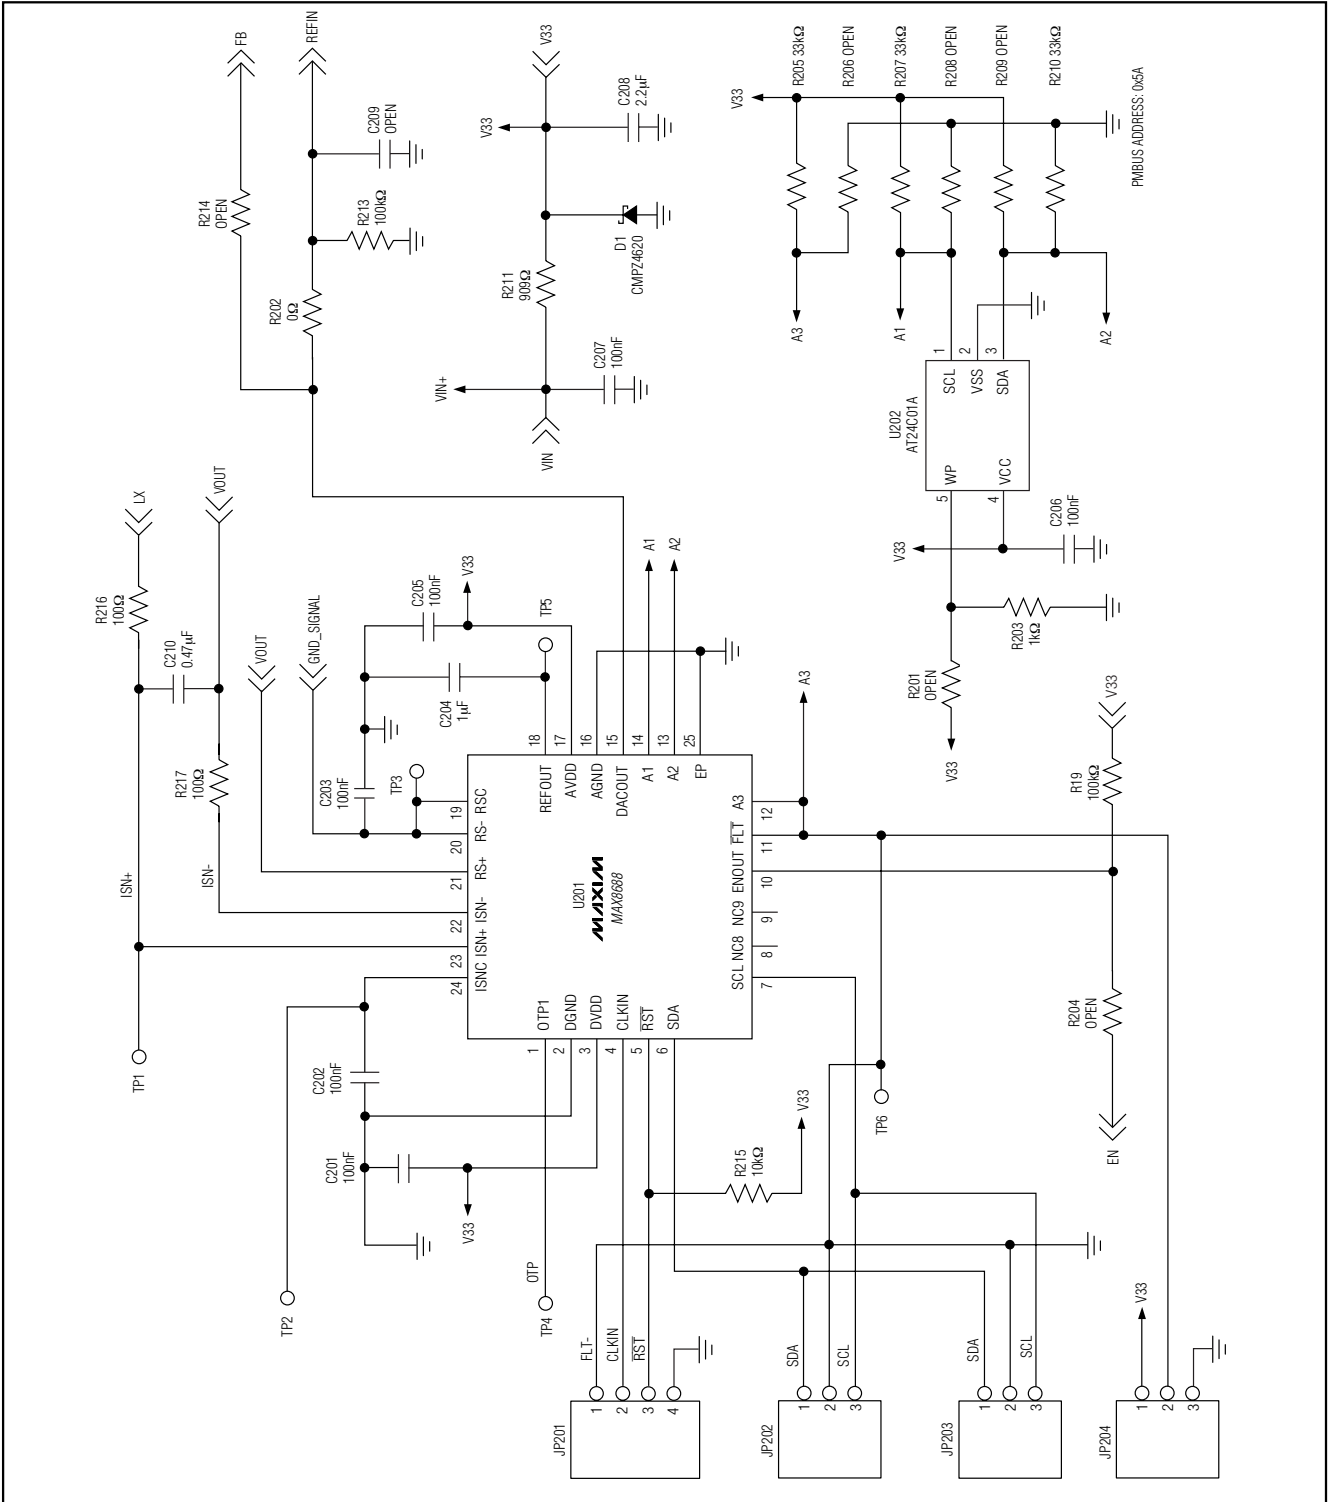 FB
REFIN
R214
OPEN
C209
OPEN
R213
100kΩ
R202
0Ω
V33
V33
C208
2.2µF
R211
909Ω
D1
CMPZ4620
VIN+
C207
100nF
VIN
V33
R205 33kΩ
R206 OPEN
R207 33kΩ
R208 OPEN
R209 OPEN
R210 33kΩ
PMBUS ADDRESS: 0x5A
A3
A1
A2
1
2
3
SCL
VSS
SDA
U202
AT24C01A
WP
VCC
5
4
V33
C206
100nF
R203
1kΩ
R201
OPEN
V33
LX
VOUT
R216
100Ω
C210
0.47µF
VOUT
GND_SIGNAL
R217
100Ω
C205
100nF
V33
TP5
C204
1µF
C203
100nF
TP3
A1
A2
A3
V33
R19
100kΩ
ISN+
ISN-
18
17
16
15
14
13
25
REFOUT
AVDD
AGND
DACOUT
A1
A2
EP
19
20
21
22
23
24
RSC
RS-
RS+
ISN-
ISN+
ISNC
U201
MAXIM
MAX8688
A3
FLT
ENOUT
NC9
NC8
SCL
12
11
10
9
8
7
OTP1
DGND
DVDD
CLKIN
RST
SDA
1
2
3
4
5
6
TP1
C202
100nF
C201
100nF
V33
TP2
R204
OPEN
EN
TP6
V33
R215
10kΩ
OTP
TP4
FLT-
CLKIN
RST
1
2
3
4
JP201
SDA
SCL
1
2
3
JP202
SDA
SCL
1
2
3
JP203
V33
1
2
3
JP204